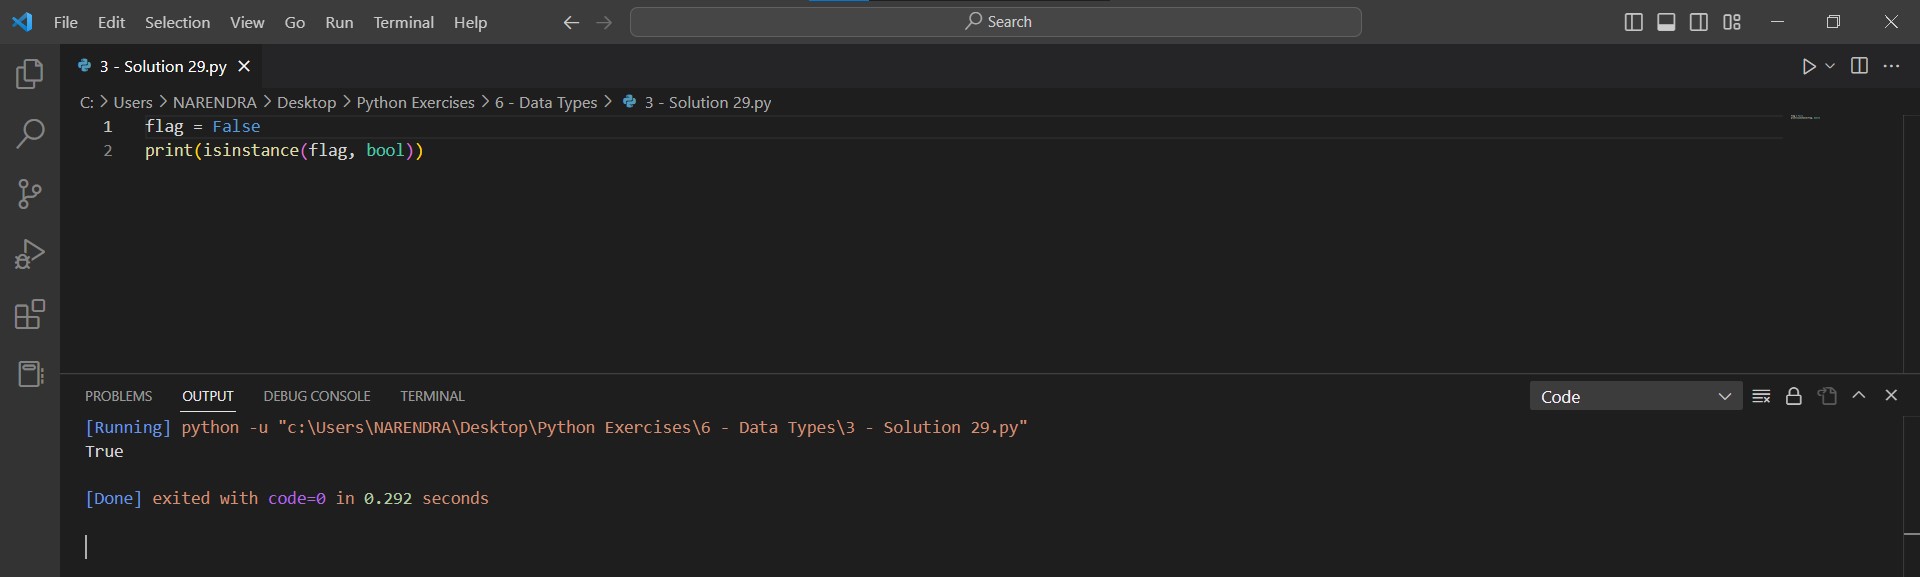 File Edit Selection View Go Run Terminal Help Search
3 - Solution 29.py
C: > Users > NARENDRA > Desktop > Python Exercises > 6 - Data Types > 3 - Solution 29.py
1 flag = False
2 print(isinstance(flag, bool))
PROBLEMS OUTPUT DEBUG CONSOLE TERMINAL Code
[Running] python -u "c:\Users\NARENDRA\Desktop\Python Exercises\6 - Data Types\3 - Solution 29.py"
True
[Done] exited with code=0 in 0.292 seconds